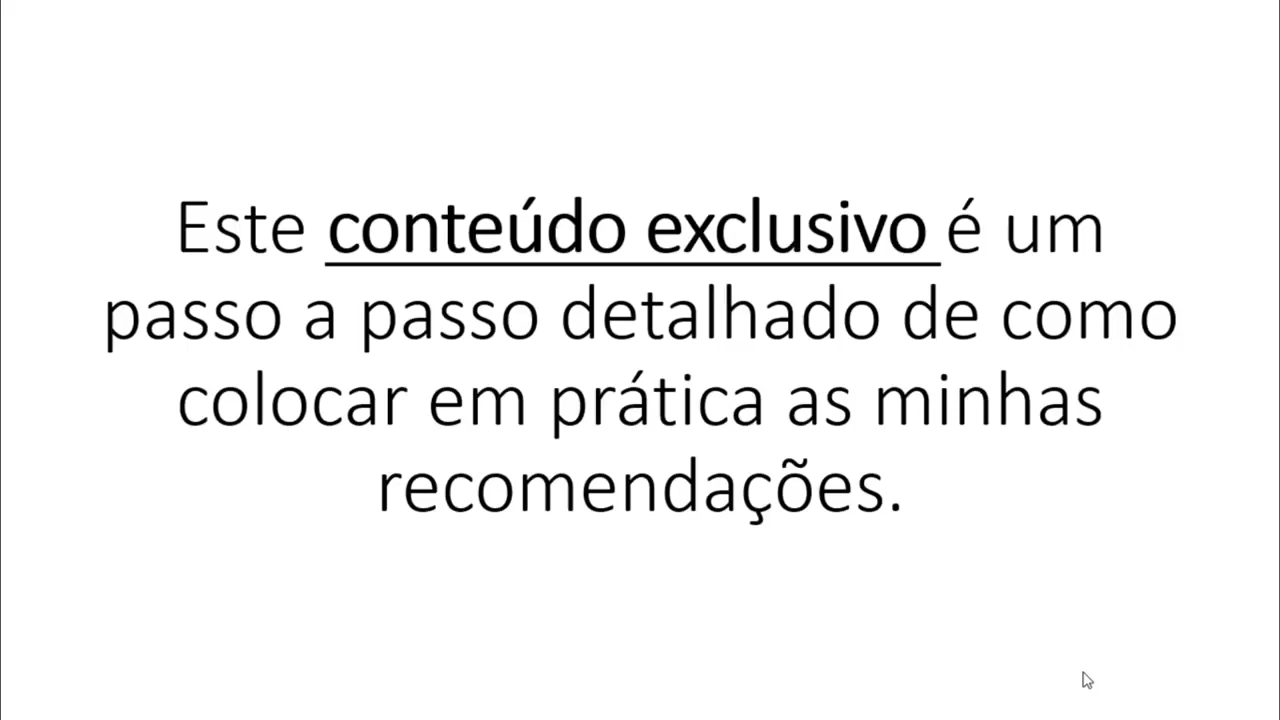 Este conteúdo exclusivo é um
passo a passo detalhado de como
colocar em prática as minhas
recomendações.